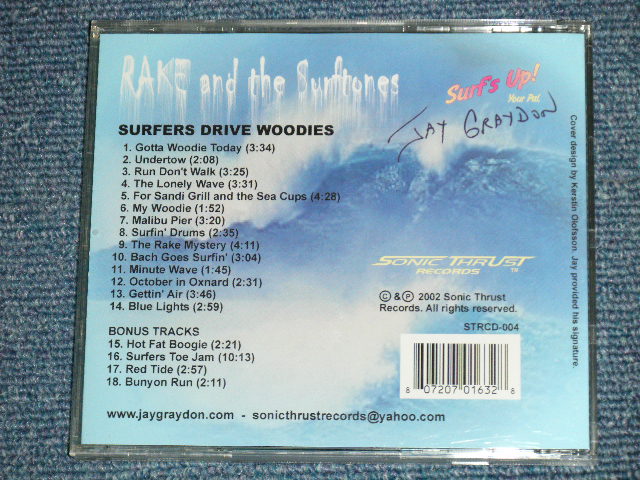 RAKE and the Surftones
Surf's Up!
Your Pal,
JAY GRAYDON
SURFERS DRIVE WOODIES
1. Gotta Woodie Today (3:34)
2. Undertow (2:08)
3. Run Don't Walk (3:25)
4. The Lonely Wave (3:31)
5. For Sandi Grill and the Sea Cups (4:28)
6. My Woodie (1:52)
7. Malibu Pier (3:20)
8. Surfin' Drums (2:35)
9. The Rake Mystery (4:11)
10. Bach Goes Surfin' (3:04)
11. Minute Wave (1:45)
12. October in Oxnard (2:31)
13. Gettin' Air (3:46)
14. Blue Lights (2:59)
BONUS TRACKS
15. Hot Fat Boogie (2:21)
16. Surfers Toe Jam (10:13)
17. Red Tide (2:57)
18. Bunyon Run (2:11)
www.jaygraydon.com - sonicthrustrecords@yahoo.com
SONIC THRUST
RECORDS TM
© & ℗ 2002 Sonic Thrust
Records. All rights reserved.
STRCD-004
8 07207 01632 8
Cover design by Kerstin Olofsson. Jay provided his signature.